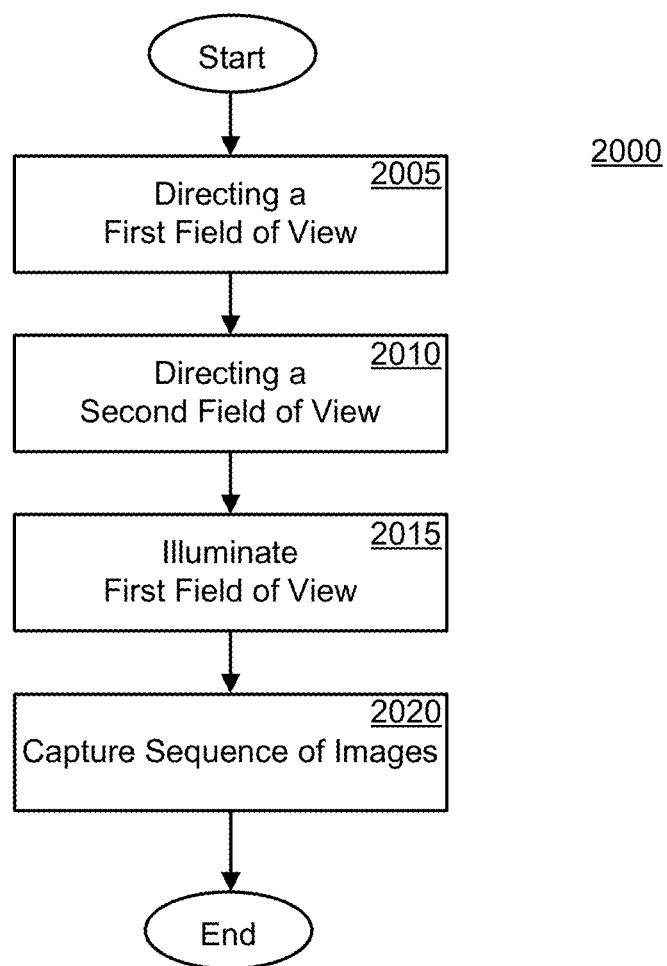 Start
2000
2005
Directing a
First Field of View
2010
Directing a
Second Field of View
2015
Illuminate
First Field of View
2020
Capture Sequence of Images
End